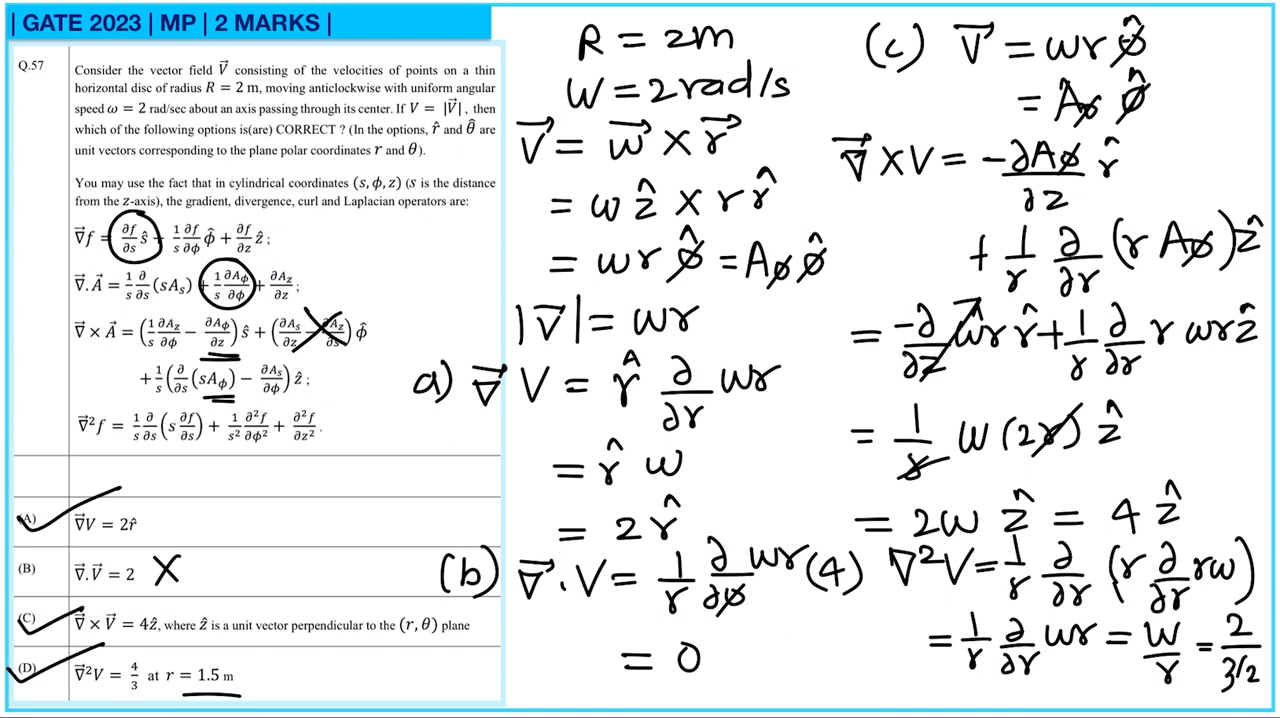 | GATE 2023 | MP | 2 MARKS |
Q.57
Consider the vector field V⃗ consisting of the velocities of points on a thin
horizontal disc of radius R = 2 m, moving anticlockwise with uniform angular
speed ω = 2 rad/sec about an axis passing through its center. If V = |V⃗|, then
which of the following options is(are) CORRECT ? (In the options, r̂ and θ̂ are
unit vectors corresponding to the plane polar coordinates r and θ).
You may use the fact that in cylindrical coordinates (s, ϕ, z) (s is the distance
from the z-axis), the gradient, divergence, curl and Laplacian operators are:
∇⃗f = ∂f/∂s ŝ + 1/s ∂f/∂ϕ ϕ̂ + ∂f/∂z ẑ ;
∇⃗.A⃗ = 1/s ∂/∂s (sAₛ) + 1/s ∂A_ϕ/∂ϕ + ∂A_z/∂z ;
∇⃗ × A⃗ = (1/s ∂A_z/∂ϕ − ∂A_ϕ/∂z) ŝ + (∂Aₛ/∂z − ∂A_z/∂s) ϕ̂
+ 1/s (∂/∂s (sA_ϕ) − ∂Aₛ/∂ϕ) ẑ ;
∇⃗²f = 1/s ∂/∂s (s ∂f/∂s) + 1/s² ∂²f/∂ϕ² + ∂²f/∂z² .
(A) ∇⃗V = 2r̂
(B) ∇⃗.V⃗ = 2 X
(C) ∇⃗ × V⃗ = 4ẑ, where ẑ is a unit vector perpendicular to the (r, θ) plane
(D) ∇⃗²V = 4/3 at r = 1.5 m
R = 2m
W = 2rad/s
V⃗ = w⃗ × r⃗
= w ẑ × r r̂
= wr ϕ̂ = Aϕ ϕ̂
|V⃗| = wr
a) ∇⃗ V = r̂ ∂/∂r wr
= r̂ w
= 2 r̂
(b) ∇⃗ . V = 1/r ∂/∂ϕ wr
= 0
(c) V⃗ = wr ϕ̂
= Aϕ ϕ̂
∇⃗ × V = −∂Aϕ/∂z r̂
+ 1/r ∂/∂r (r Aϕ) ẑ
= −∂/∂z wr r̂ + 1/r ∂/∂r r wr ẑ
= 1/r w (2r) ẑ
= 2w ẑ = 4 ẑ
(4) ∇²V = 1/r ∂/∂r (r ∂/∂r rw)
= 1/r ∂/∂r wr = w/r = 2/3/2